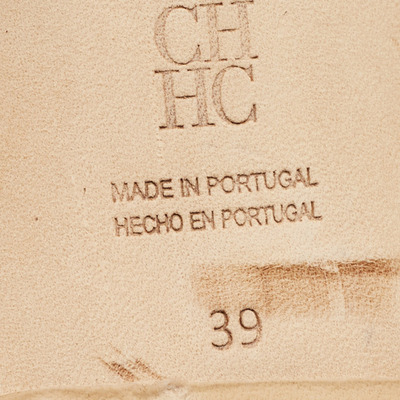 CH
HC
MADE IN PORTUGAL
HECHO EN PORTUGAL
39